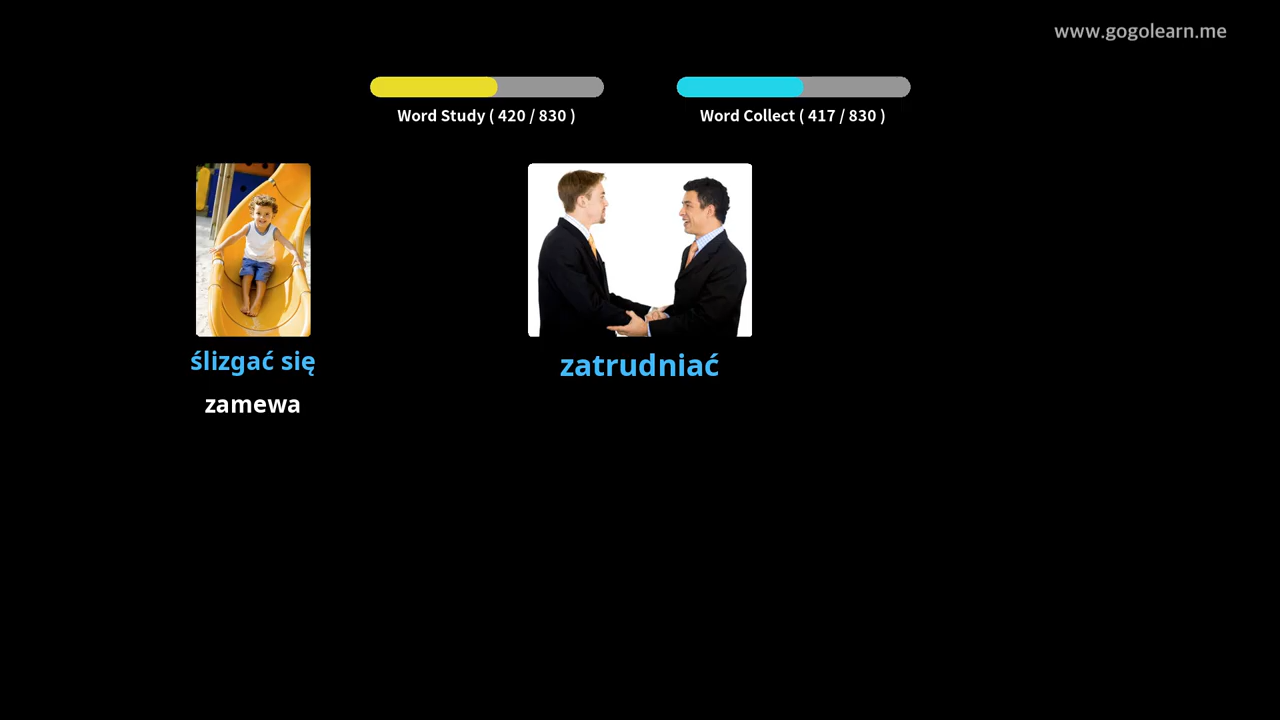 www.gogolearn.me
Word Study ( 420 / 830 )
Word Collect ( 417 / 830 )
ślizgać się
zamewa
zatrudniać